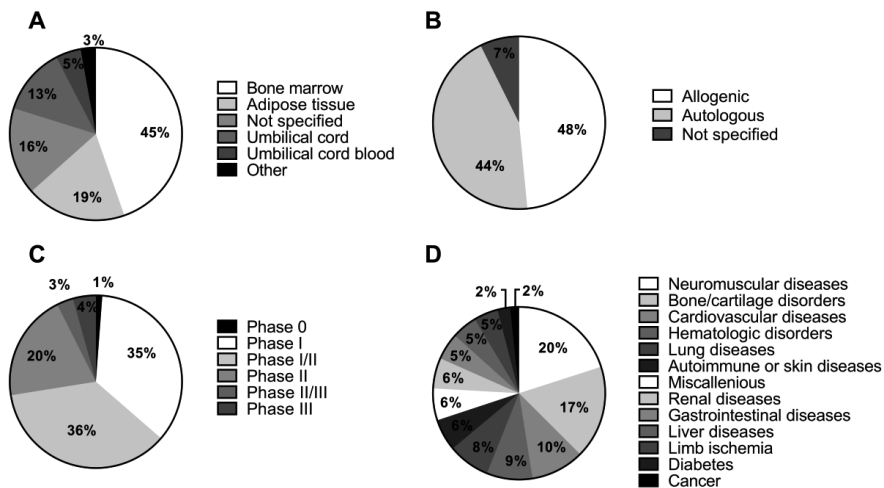 A
3%
5%
13%
16%
19%
45%
Bone marrow
Adipose tissue
Not specified
Umbilical cord
Umbilical cord blood
Other
B
7%
48%
44%
Allogenic
Autologous
Not specified
C
1%
3%
4%
20%
35%
36%
Phase 0
Phase I
Phase I/II
Phase II
Phase II/III
Phase III
D
2%
2%
5%
5%
5%
6%
6%
6%
8%
9%
10%
17%
20%
Neuromuscular diseases
Bone/cartilage disorders
Cardiovascular diseases
Hematologic disorders
Lung diseases
Autoimmune or skin diseases
Miscallenious
Renal diseases
Gastrointestinal diseases
Liver diseases
Limb ischemia
Diabetes
Cancer